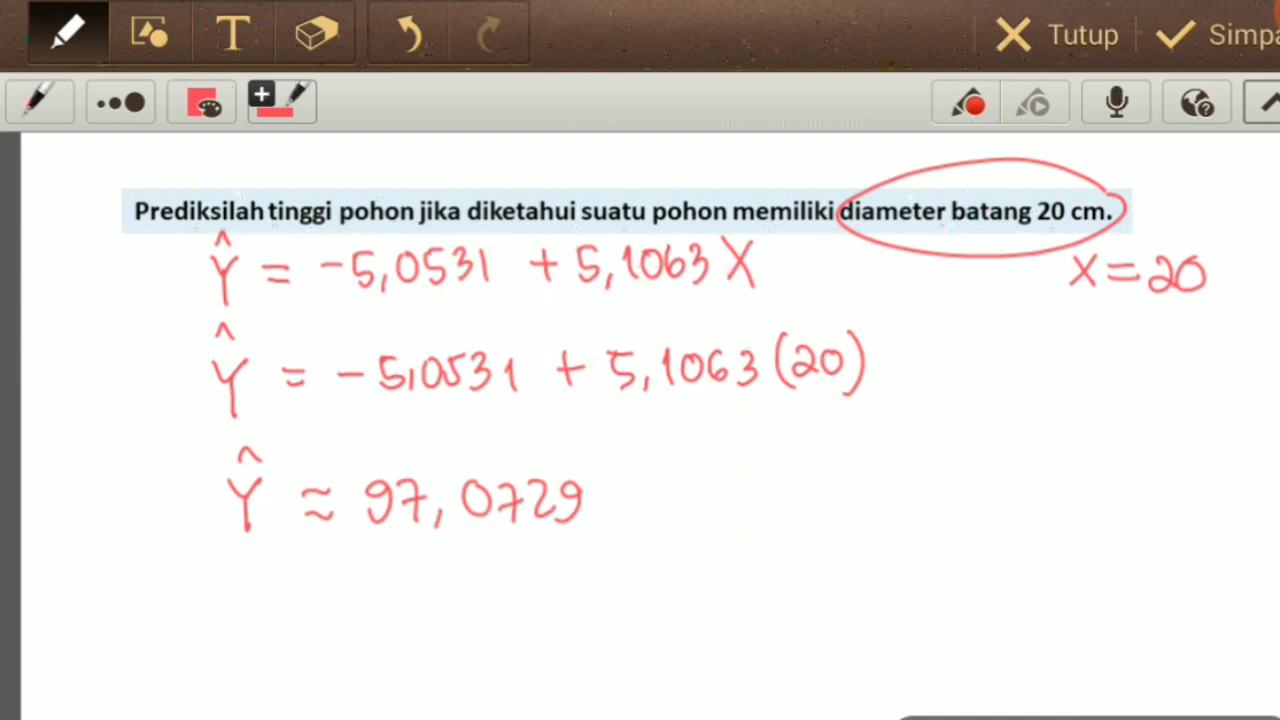 T Tutup Simpa
Prediksilah tinggi pohon jika diketahui suatu pohon memiliki diameter batang 20 cm.
Ŷ = -5,0531 + 5,1063 X
X = 20
Ŷ = -5,0531 + 5,1063 (20)
Ŷ ≈ 97,0729